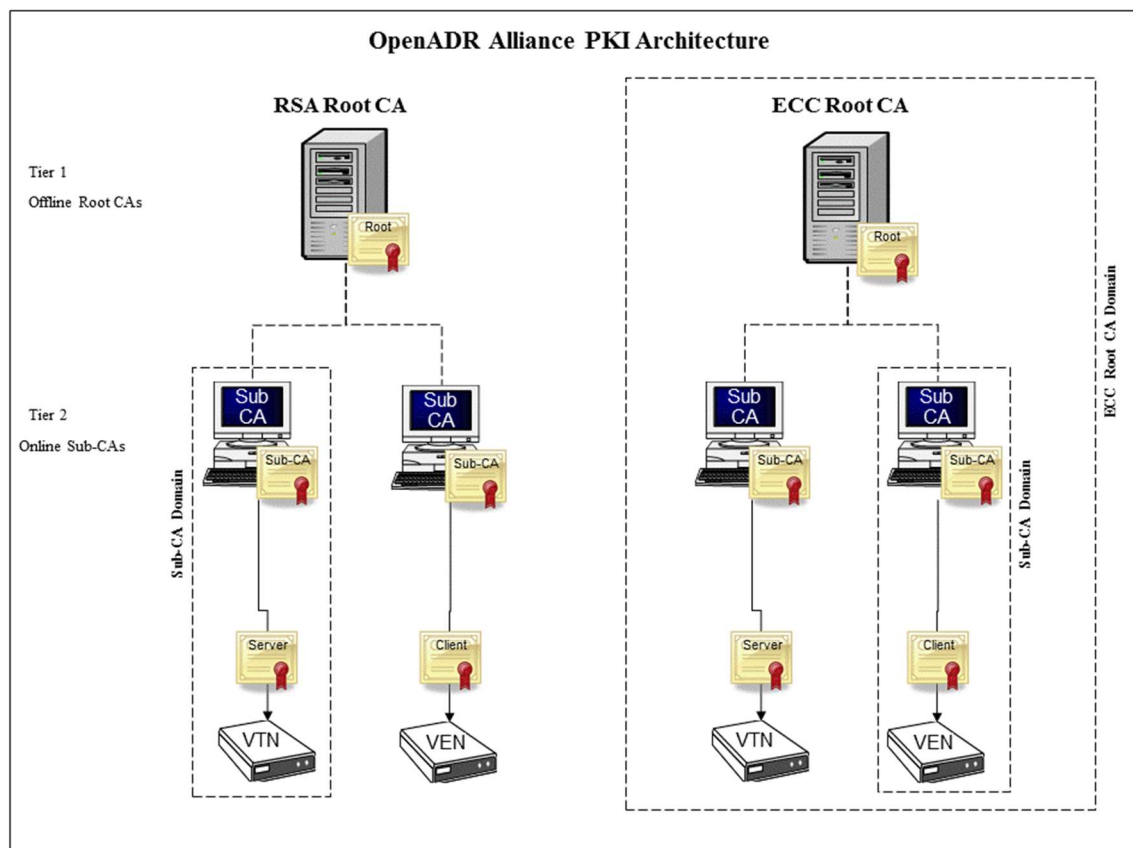 OpenADR Alliance PKI Architecture
RSA Root CA
ECC Root CA
Tier 1
Offline Root CAs
Root
Root
ECC Root CA Domain
Tier 2
Online Sub-CAs
Sub
CA
Sub-CA
Sub
CA
Sub-CA
Sub
CA
Sub-CA
Sub
CA
Sub-CA
Sub-CA Domain
Sub-CA Domain
Server
Client
Server
Client
VTN
VEN
VTN
VEN